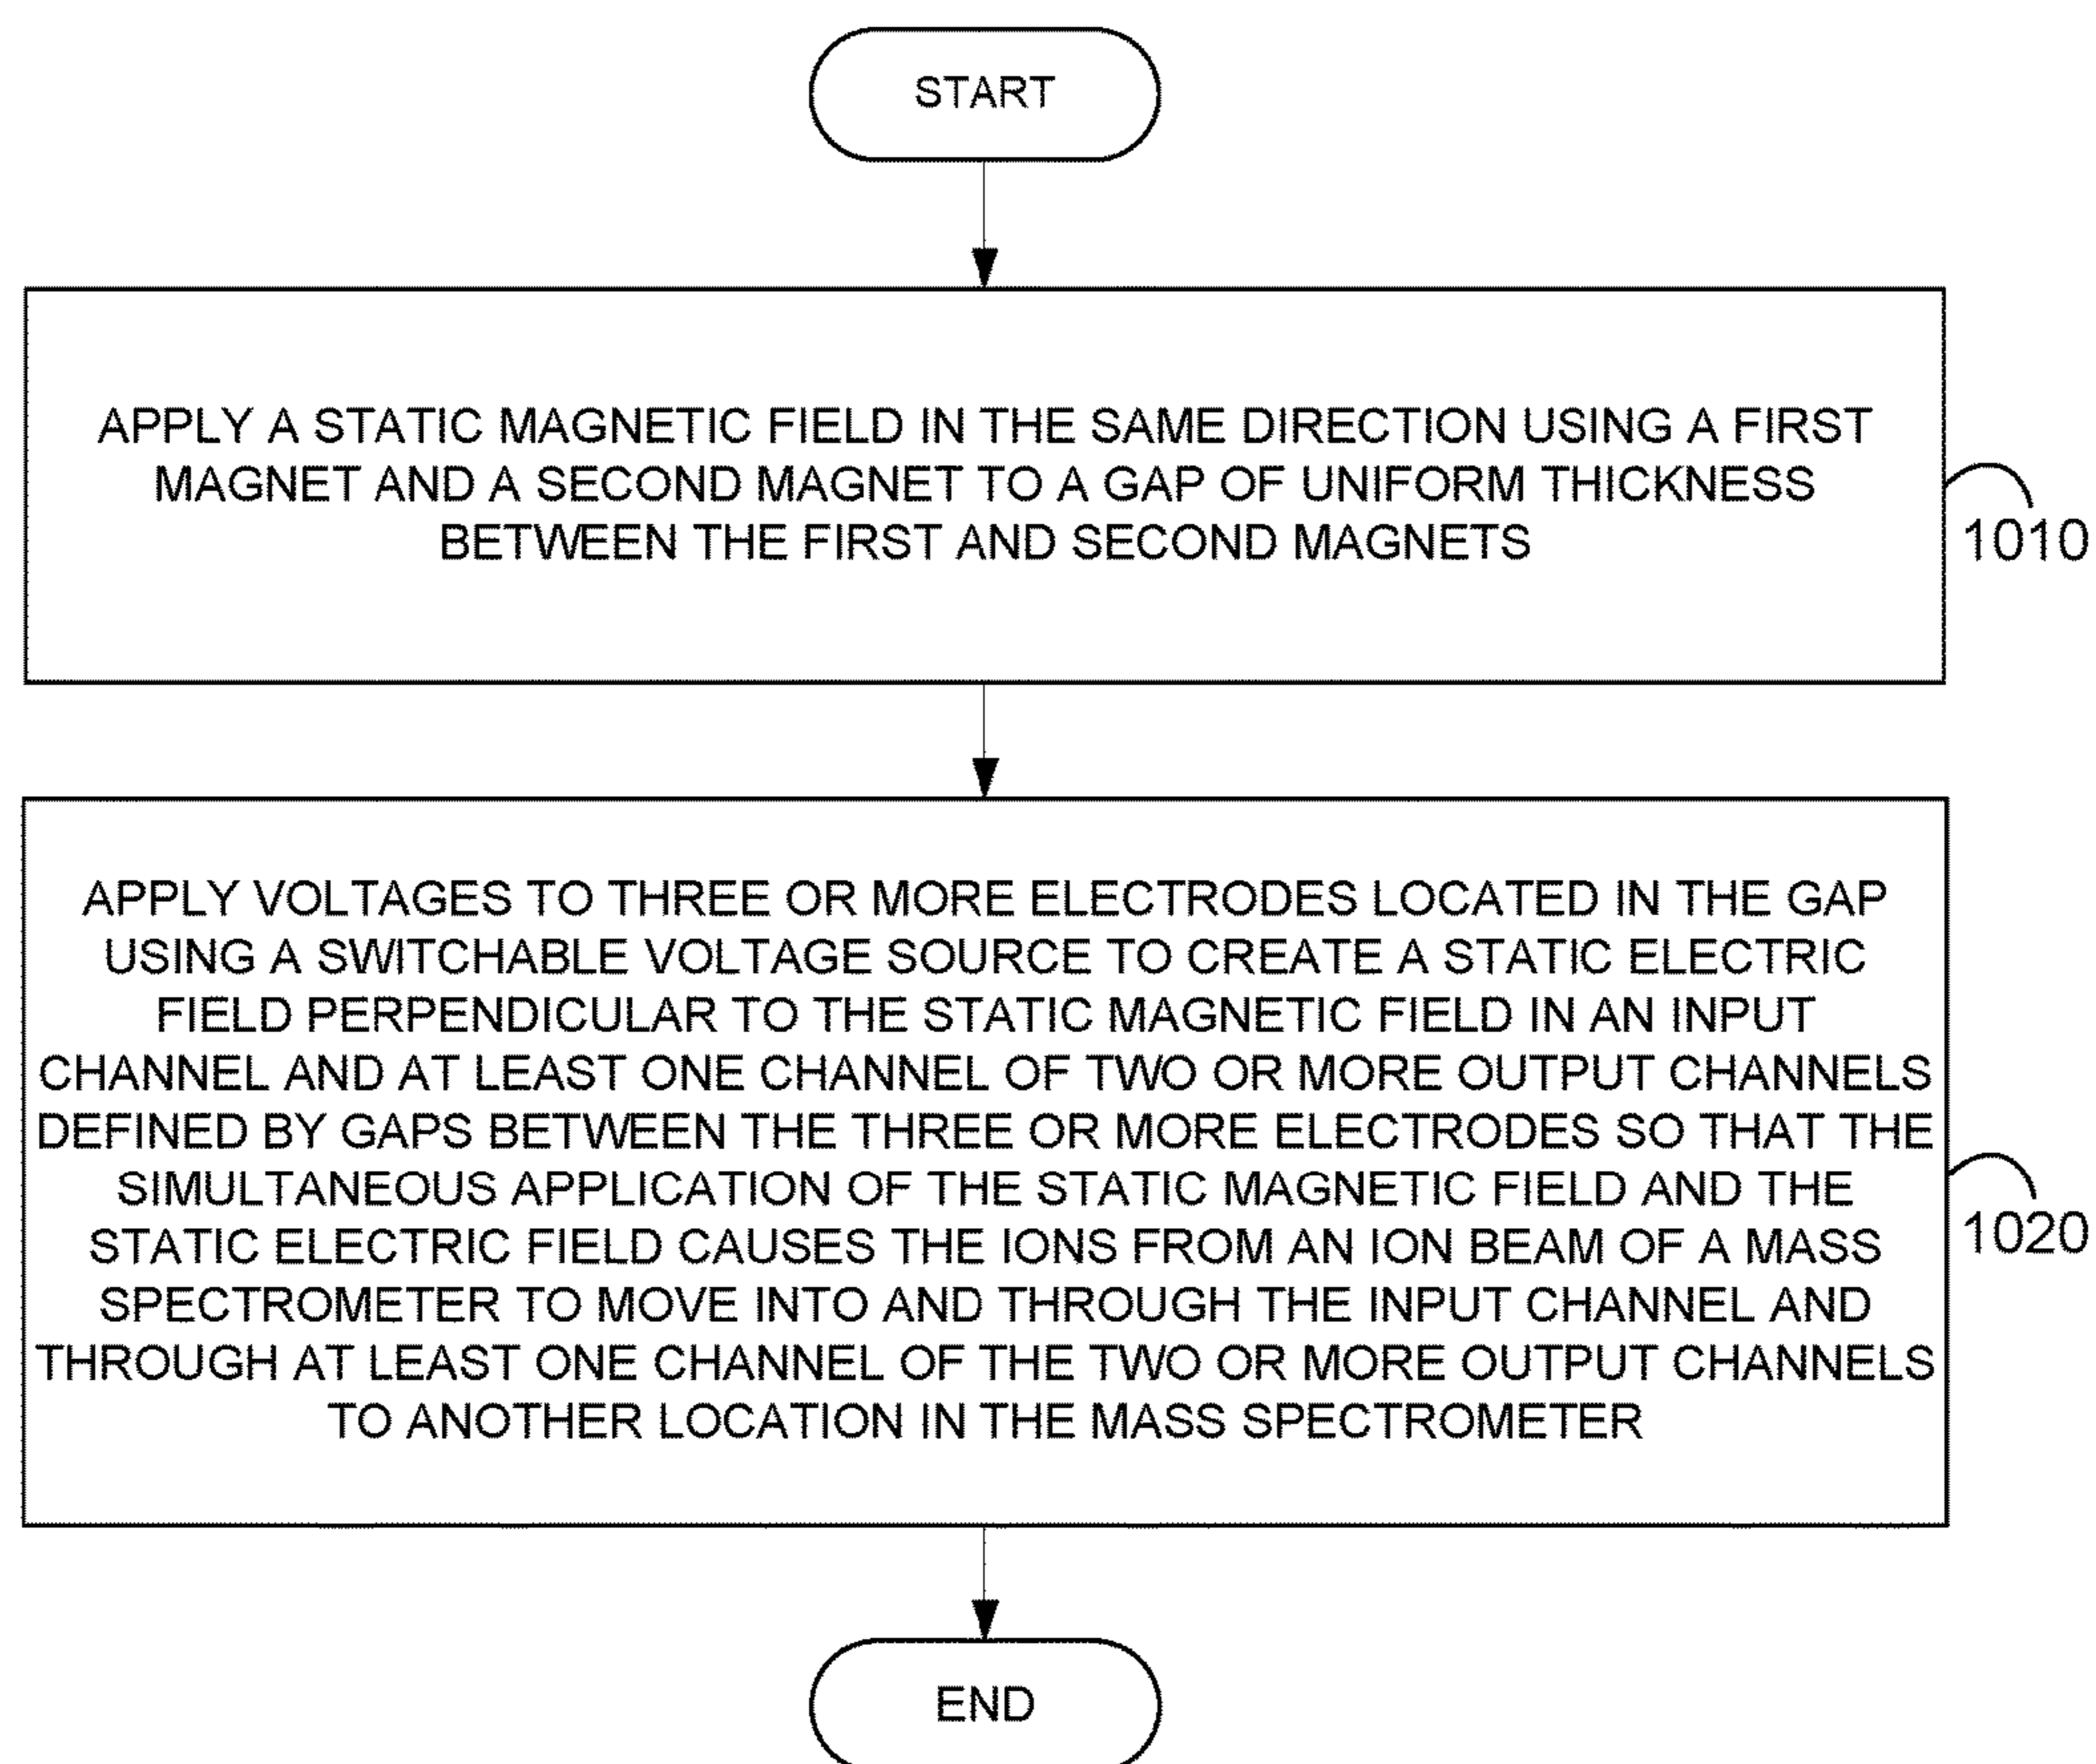 START
APPLY A STATIC MAGNETIC FIELD IN THE SAME DIRECTION USING A FIRST
MAGNET AND A SECOND MAGNET TO A GAP OF UNIFORM THICKNESS
BETWEEN THE FIRST AND SECOND MAGNETS
1010
APPLY VOLTAGES TO THREE OR MORE ELECTRODES LOCATED IN THE GAP
USING A SWITCHABLE VOLTAGE SOURCE TO CREATE A STATIC ELECTRIC
FIELD PERPENDICULAR TO THE STATIC MAGNETIC FIELD IN AN INPUT
CHANNEL AND AT LEAST ONE CHANNEL OF TWO OR MORE OUTPUT CHANNELS
DEFINED BY GAPS BETWEEN THE THREE OR MORE ELECTRODES SO THAT THE
SIMULTANEOUS APPLICATION OF THE STATIC MAGNETIC FIELD AND THE
STATIC ELECTRIC FIELD CAUSES THE IONS FROM AN ION BEAM OF A MASS
SPECTROMETER TO MOVE INTO AND THROUGH THE INPUT CHANNEL AND
THROUGH AT LEAST ONE CHANNEL OF THE TWO OR MORE OUTPUT CHANNELS
TO ANOTHER LOCATION IN THE MASS SPECTROMETER
1020
END